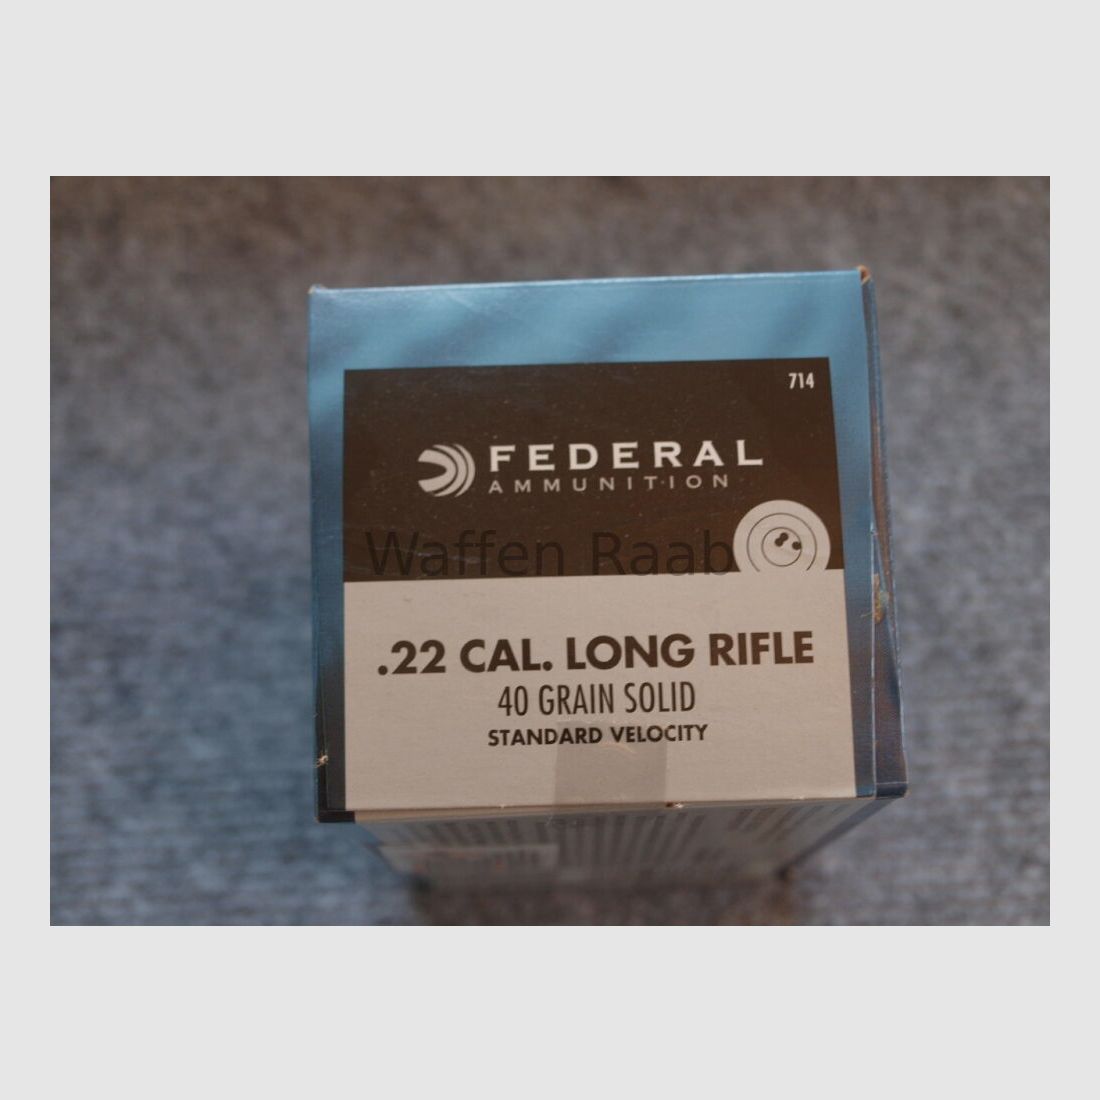 714
FEDERAL
AMMUNITION
Waffen Raab
.22 CAL. LONG RIFLE
40 GRAIN SOLID
STANDARD VELOCITY